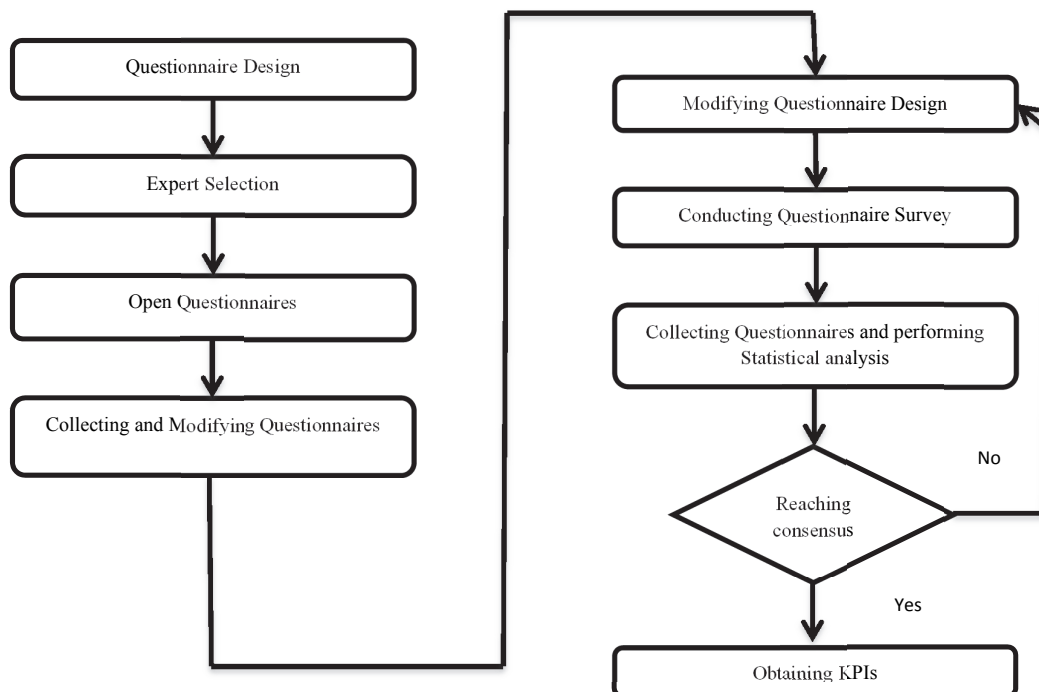 Questionnaire Design
Expert Selection
Open Questionnaires
Collecting and Modifying Questionnaires
Modifying Questionnaire Design
Conducting Questionnaire Survey
Collecting Questionnaires and performing
Statistical analysis
No
Reaching
consensus
Yes
Obtaining KPIs